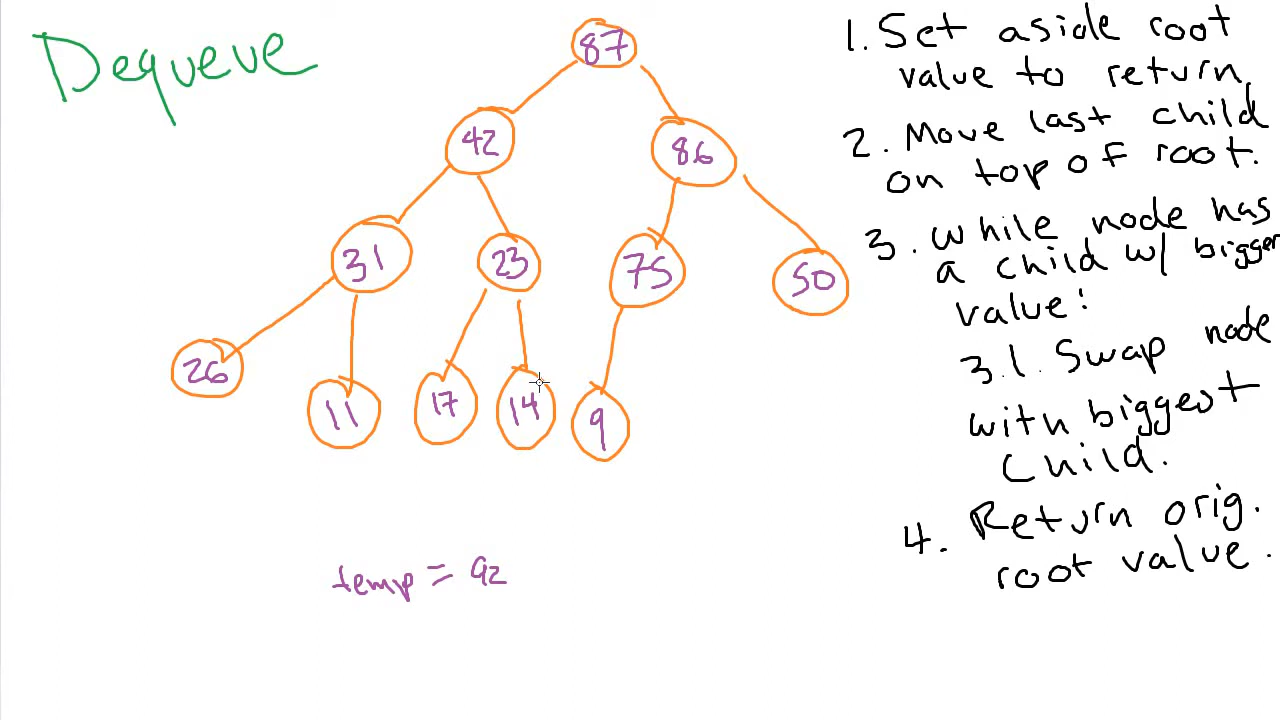 Dequeue
87
42
86
31
23
75
50
26
11
17
14
9
temp = 92
1. Set aside root
value to return
2. Move last child
on top of root.
3. While node has
a child w/ bigger
value:
3.1. Swap node
with biggest
child.
4. Return orig.
root value.